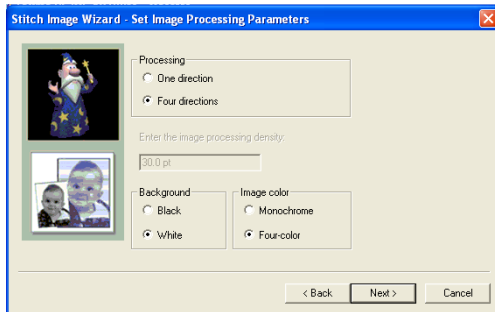 Stitch Image Wizard - Set Image Processing Parameters
Processing
One direction
Four directions
Enter the image processing density:
30.0 pt
Background
Black
White
Image color
Monochrome
Four-color
< Back
Next >
Cancel